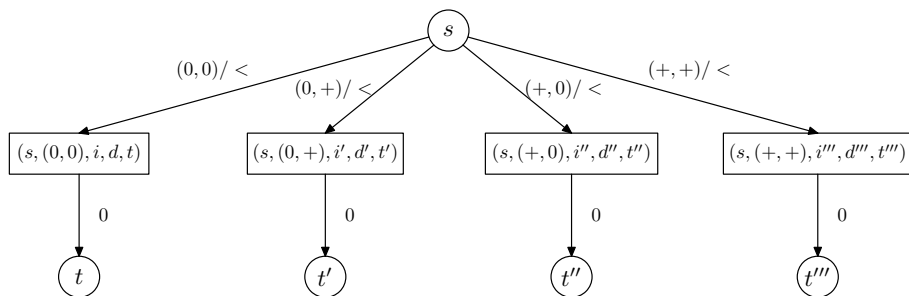 s
(0, 0)/ <
(0, +)/ <
(+, 0)/ <
(+, +)/ <
(s, (0, 0), i, d, t)
(s, (0, +), i′, d′, t′)
(s, (+, 0), i′′, d′′, t′′)
(s, (+, +), i′′′, d′′′, t′′′)
0
0
0
0
t
t′
t′′
t′′′